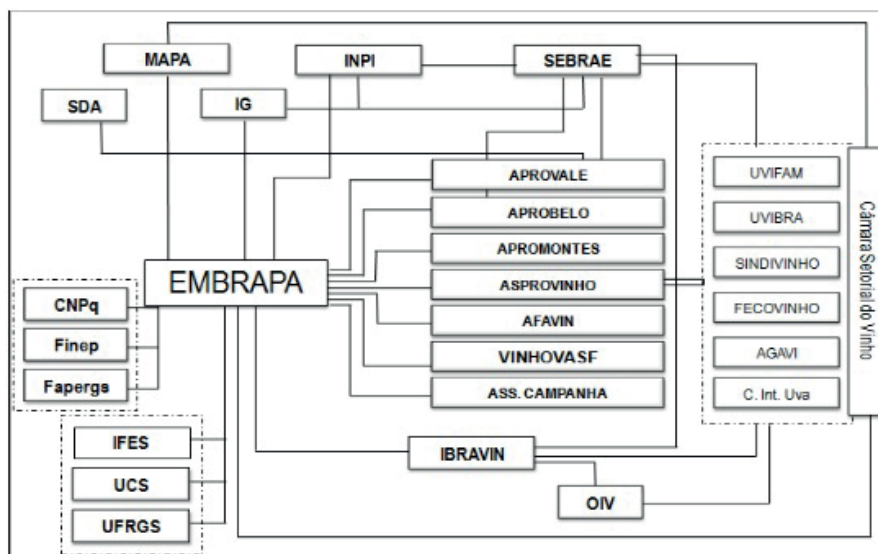 MAPA
INPI
SEBRAE
SDA
IG
APROVALE
APROBELO
APROMONTES
ASPROVINHO
AFAVIN
VINHOVASF
ASS. CAMPANHA
EMBRAPA
CNPq
Finep
Fapergs
IFES
UCS
UFRGS
IBRAVIN
OIV
UVIFAM
UVIBRA
SINDIVINHO
FECOVINHO
AGAVI
C. Int. Uva
Câmara Setorial do Vinho